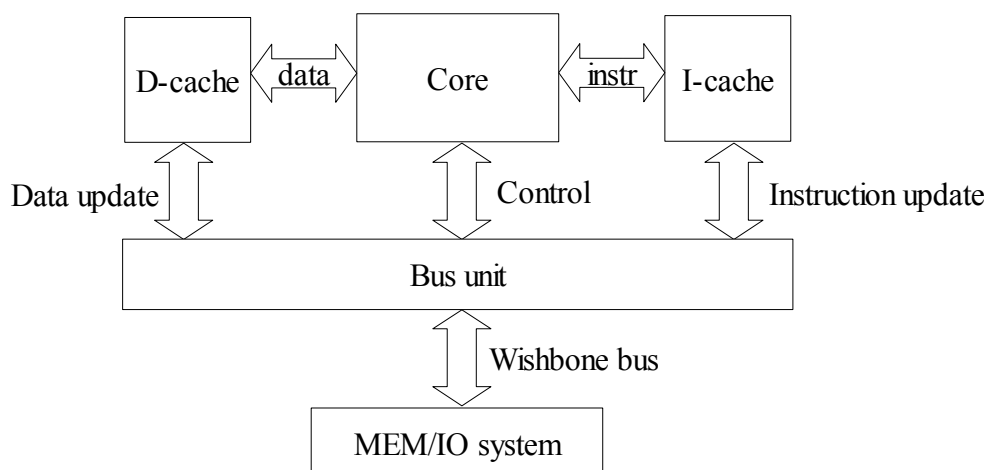 D-cache
data
Core
instr
I-cache
Data update
Control
Instruction update
Bus unit
Wishbone bus
MEM/IO system